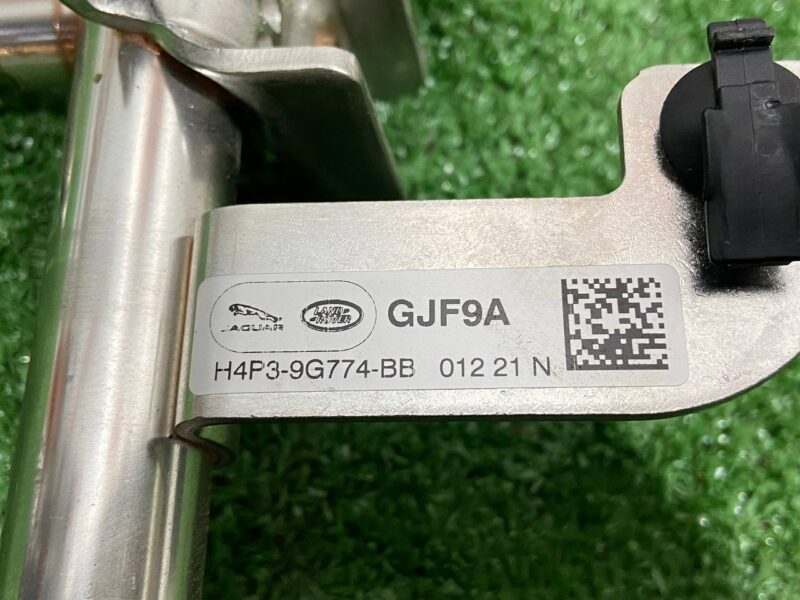 JAGUAR LAND ROVER GJF9A
H4P3-9G774-BB 012 21 N